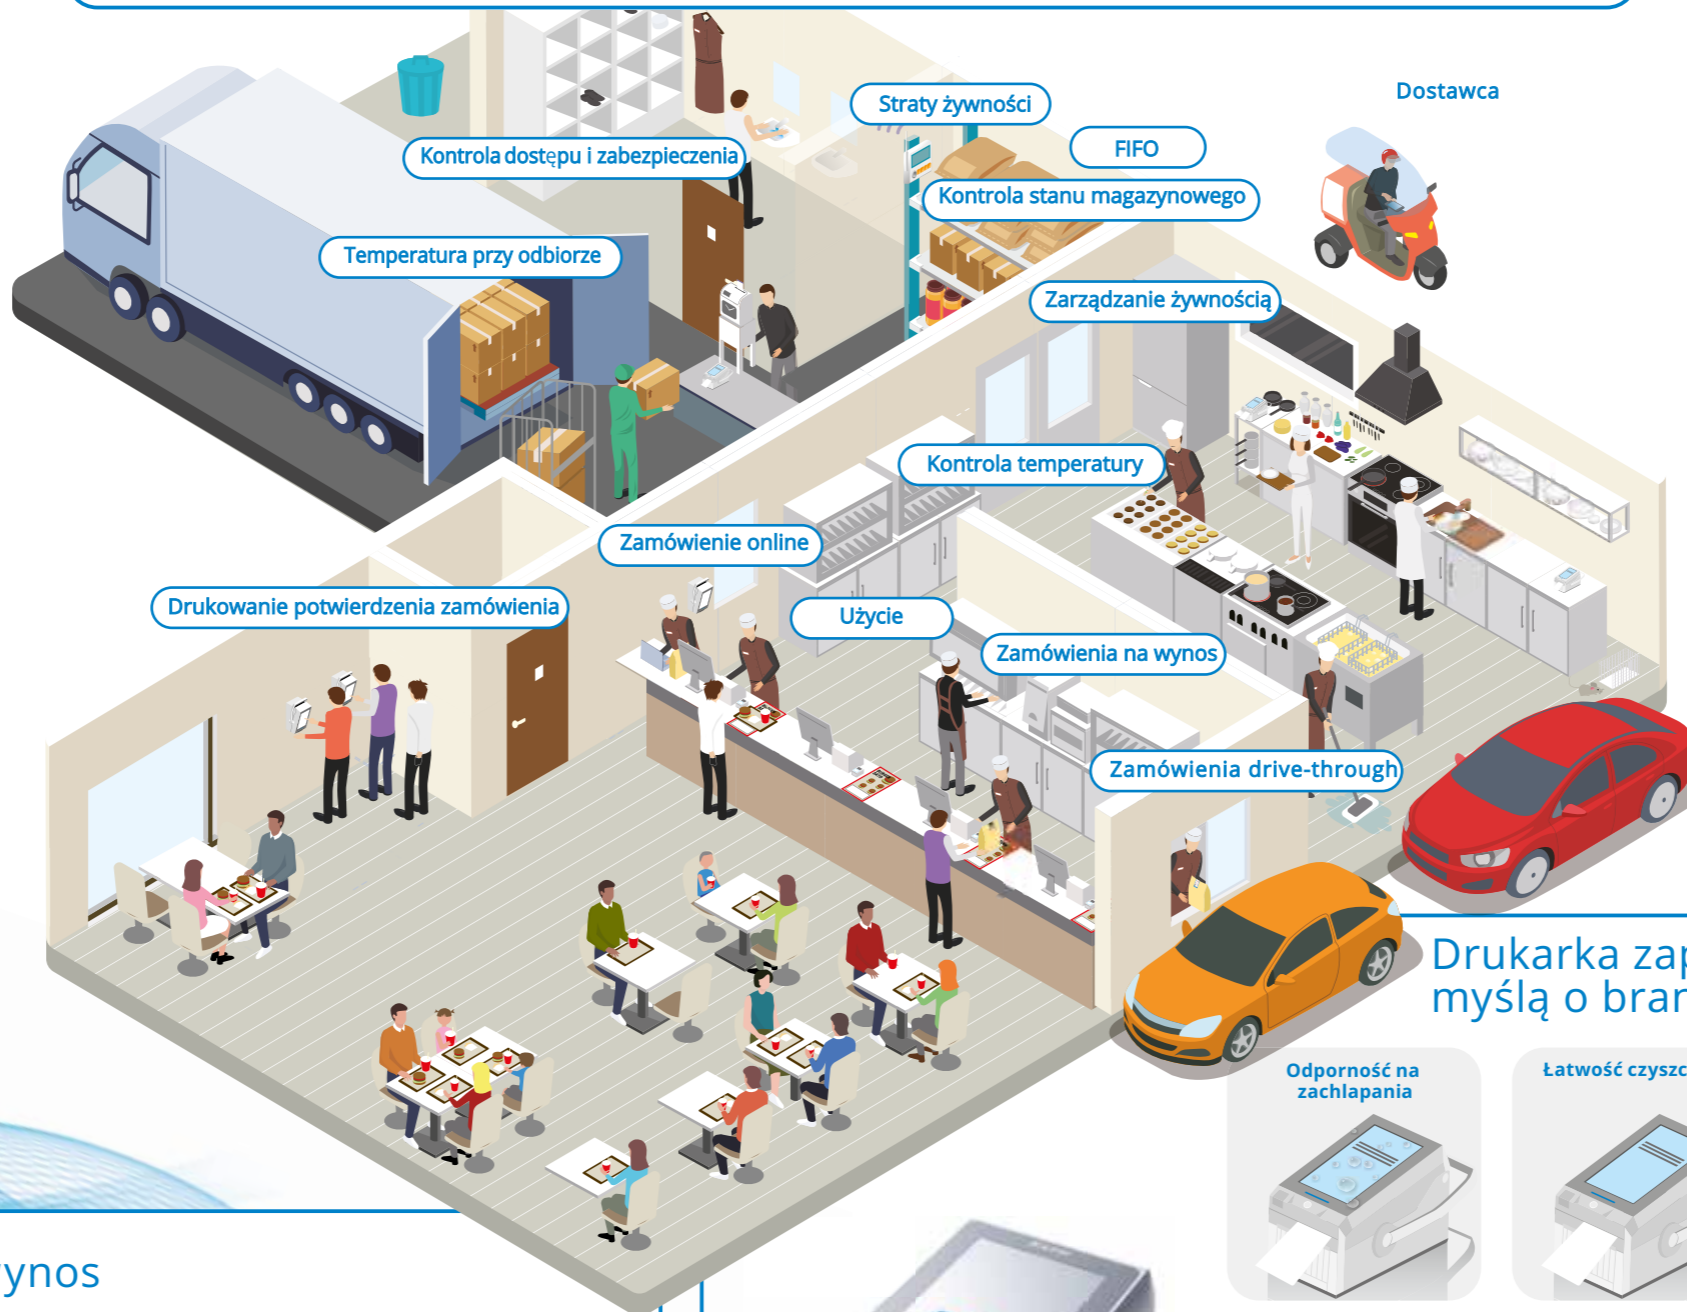 Dostawca
Straty żywności
FIFO
Kontrola dostępu i zabezpieczenia
Kontrola stanu magazynowego
Temperatura przy odbiorze
Zarządzanie żywnością
Kontrola temperatury
Zamówienie online
Drukowanie potwierdzenia zamówienia
Użycie
Zamówienia na wynos
Zamówienia drive-through
Drukarka zap
myślą o bran
Odporność na
zachlapania
Łatwość czyszc
ynos